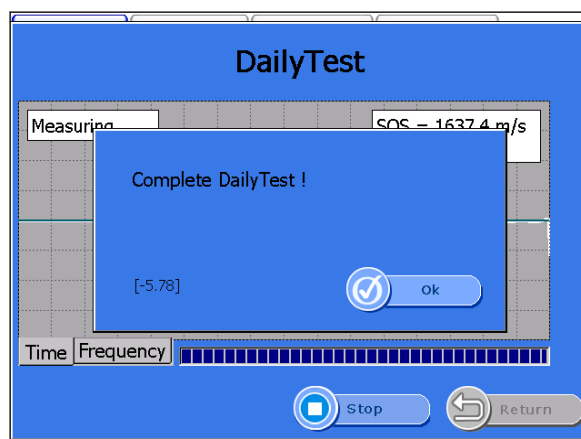 DailyTest
Measuring
SOS = 1637.4 m/s
Complete DailyTest !
[-5.78]
Ok
Time Frequency
Stop
Return